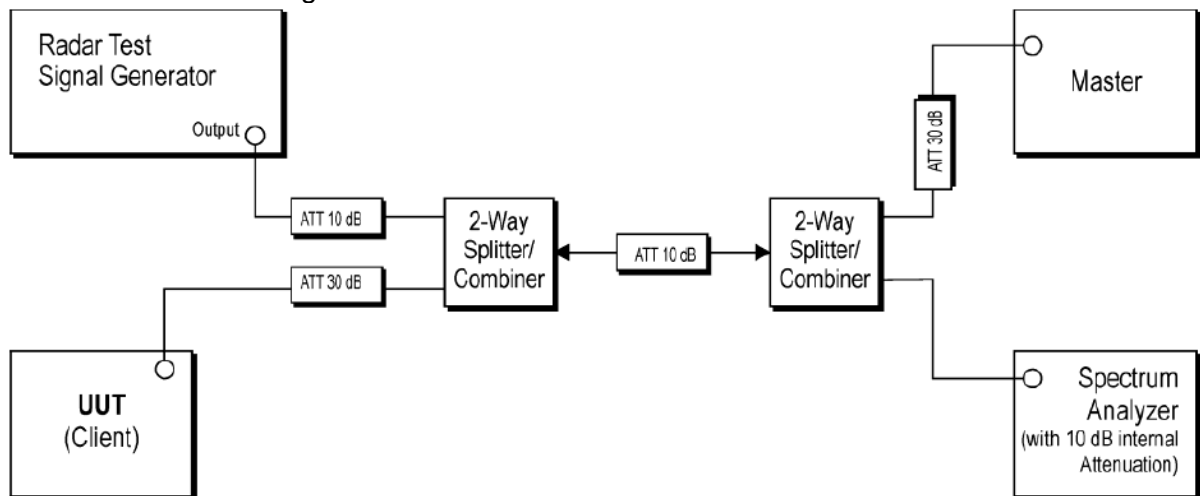 Radar Test
Signal Generator
Output
ATT 10 dB
ATT 30 dB
UUT
(Client)
2-Way
Splitter/
Combiner
ATT 10 dB
2-Way
Splitter/
Combiner
ATT 30 dB
Master
Spectrum
Analyzer
(with 10 dB internal
Attenuation)